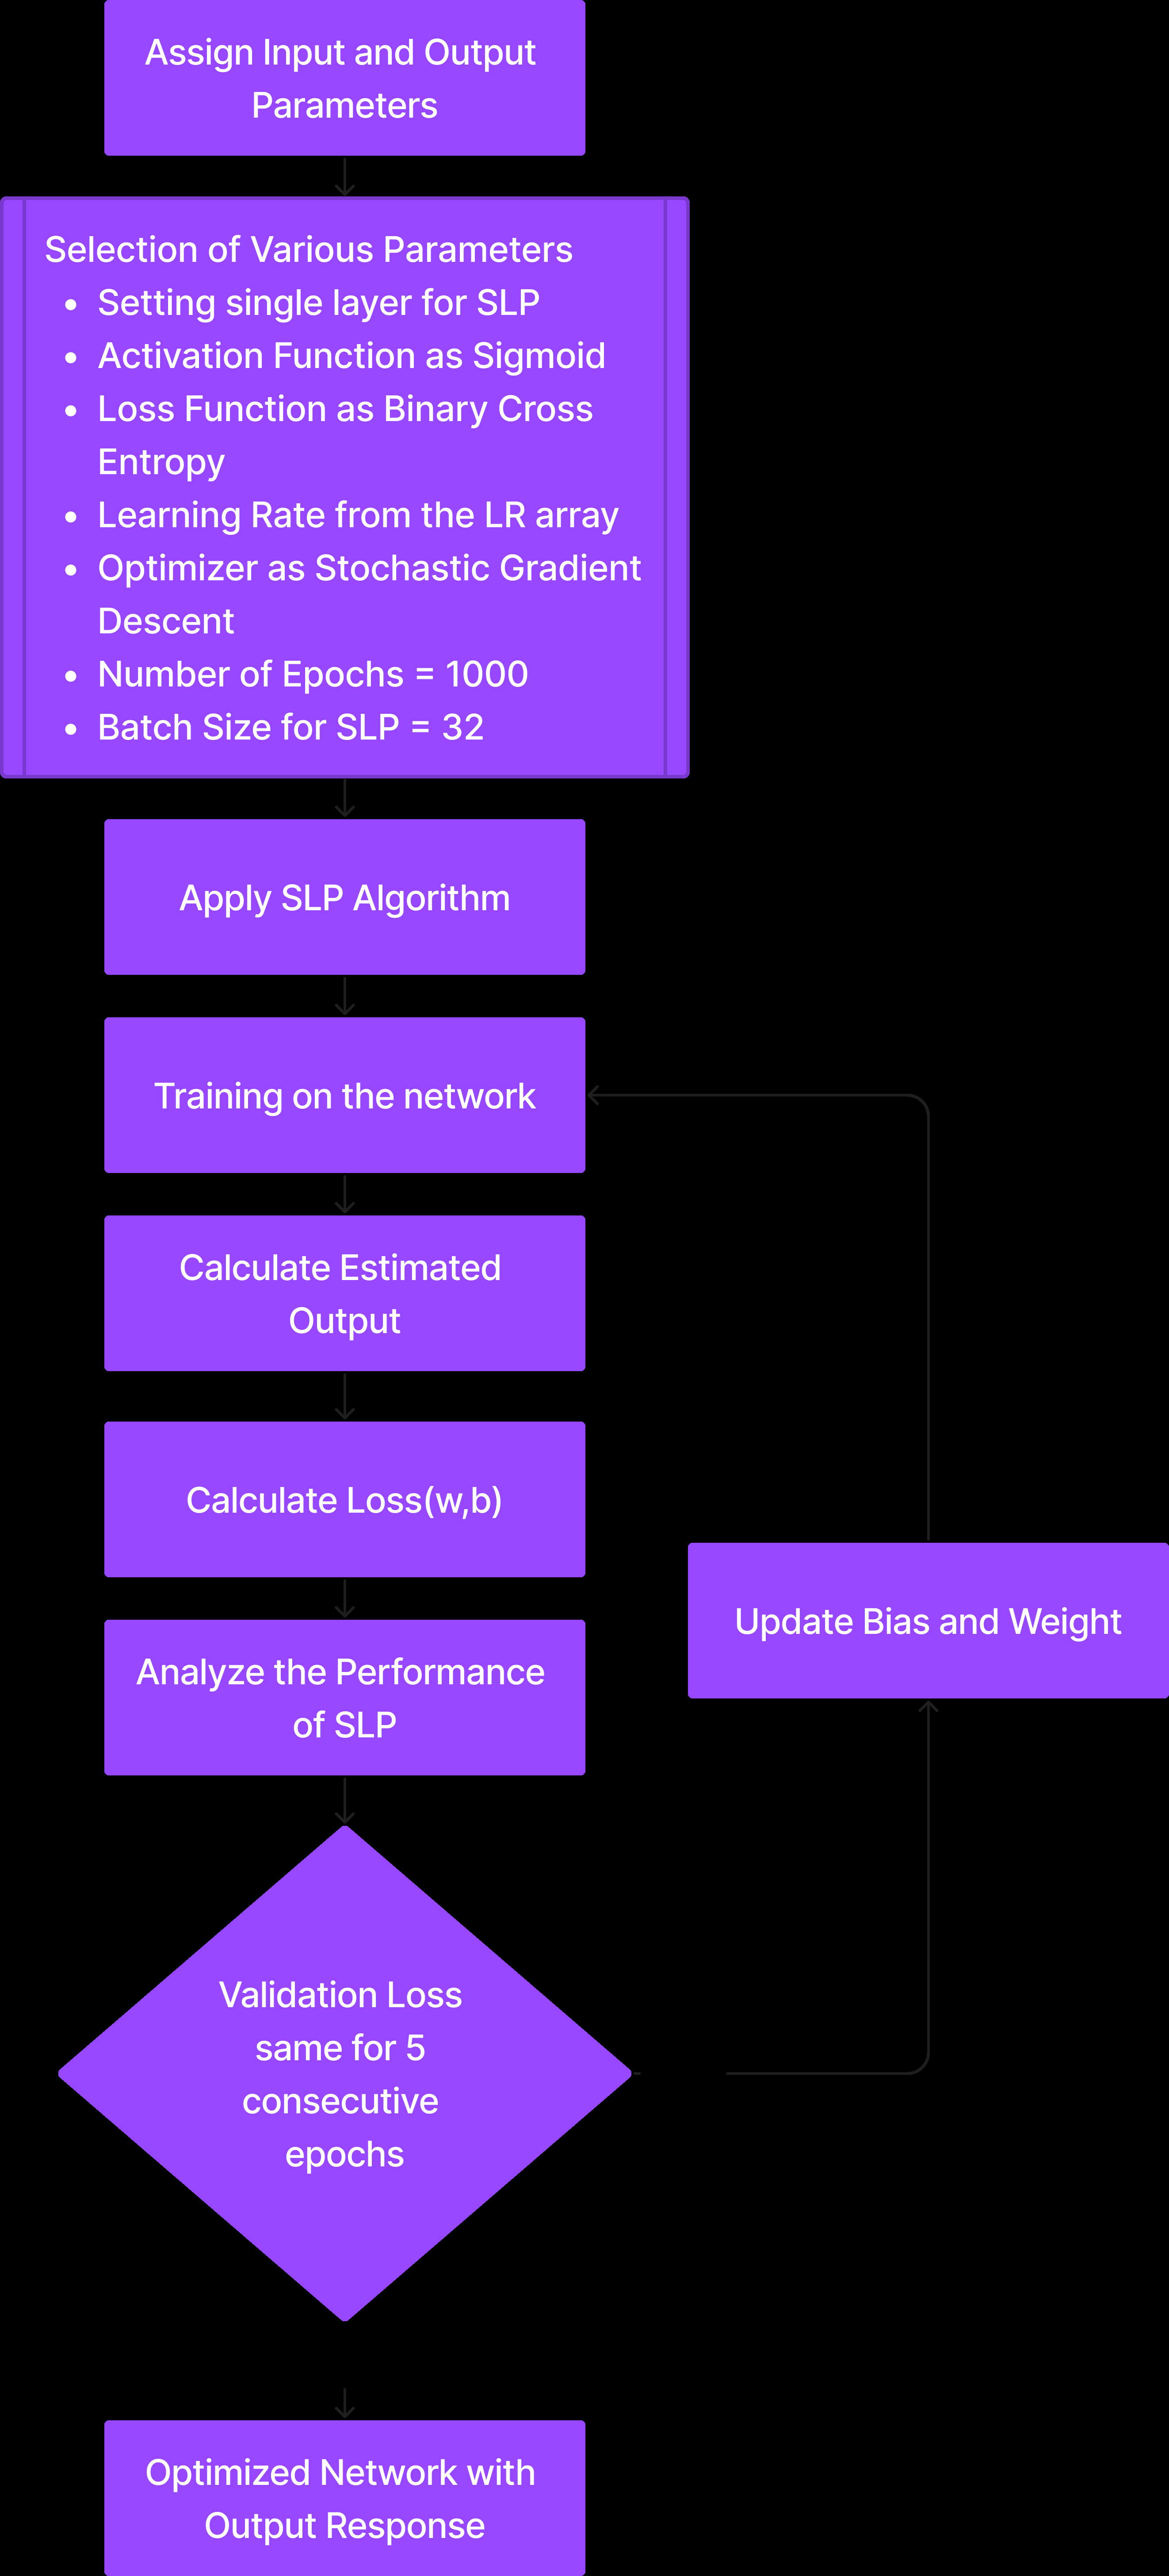 Assign Input and Output
Parameters
Selection of Various Parameters
• Setting single layer for SLP
• Activation Function as Sigmoid
• Loss Function as Binary Cross
Entropy
• Learning Rate from the LR array
• Optimizer as Stochastic Gradient
Descent
• Number of Epochs = 1000
• Batch Size for SLP = 32
Apply SLP Algorithm
Training on the network
Calculate Estimated
Output
Calculate Loss(w,b)
Analyze the Performance
of SLP
Update Bias and Weight
Validation Loss
same for 5
consecutive
epochs
Optimized Network with
Output Response